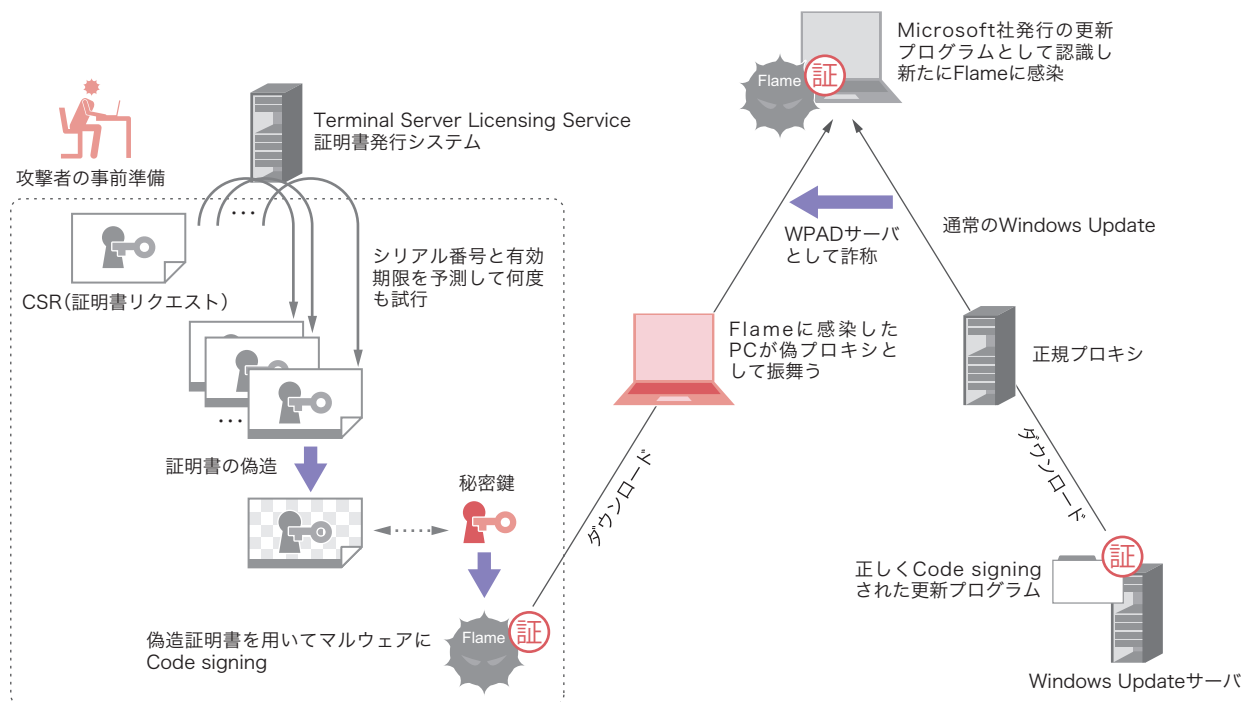 Microsoft社発行の更新
プログラムとして認識し
新たにFlameに感染
Flame
証
Terminal Server Licensing Service
証明書発行システム
攻撃者の事前準備
…
CSR(証明書リクエスト)
シリアル番号と有効
期限を予測して何度
も試行
WPADサーバ
として詐称
通常のWindows Update
Flameに感染した
PCが偽プロキシと
して振舞う
正規プロキシ
…
証明書の偽造
秘密鍵
ダウンロード
ダウンロード
証
正しくCode signing
された更新プログラム
Flame
証
偽造証明書を用いてマルウェアに
Code signing
Windows Updateサーバ